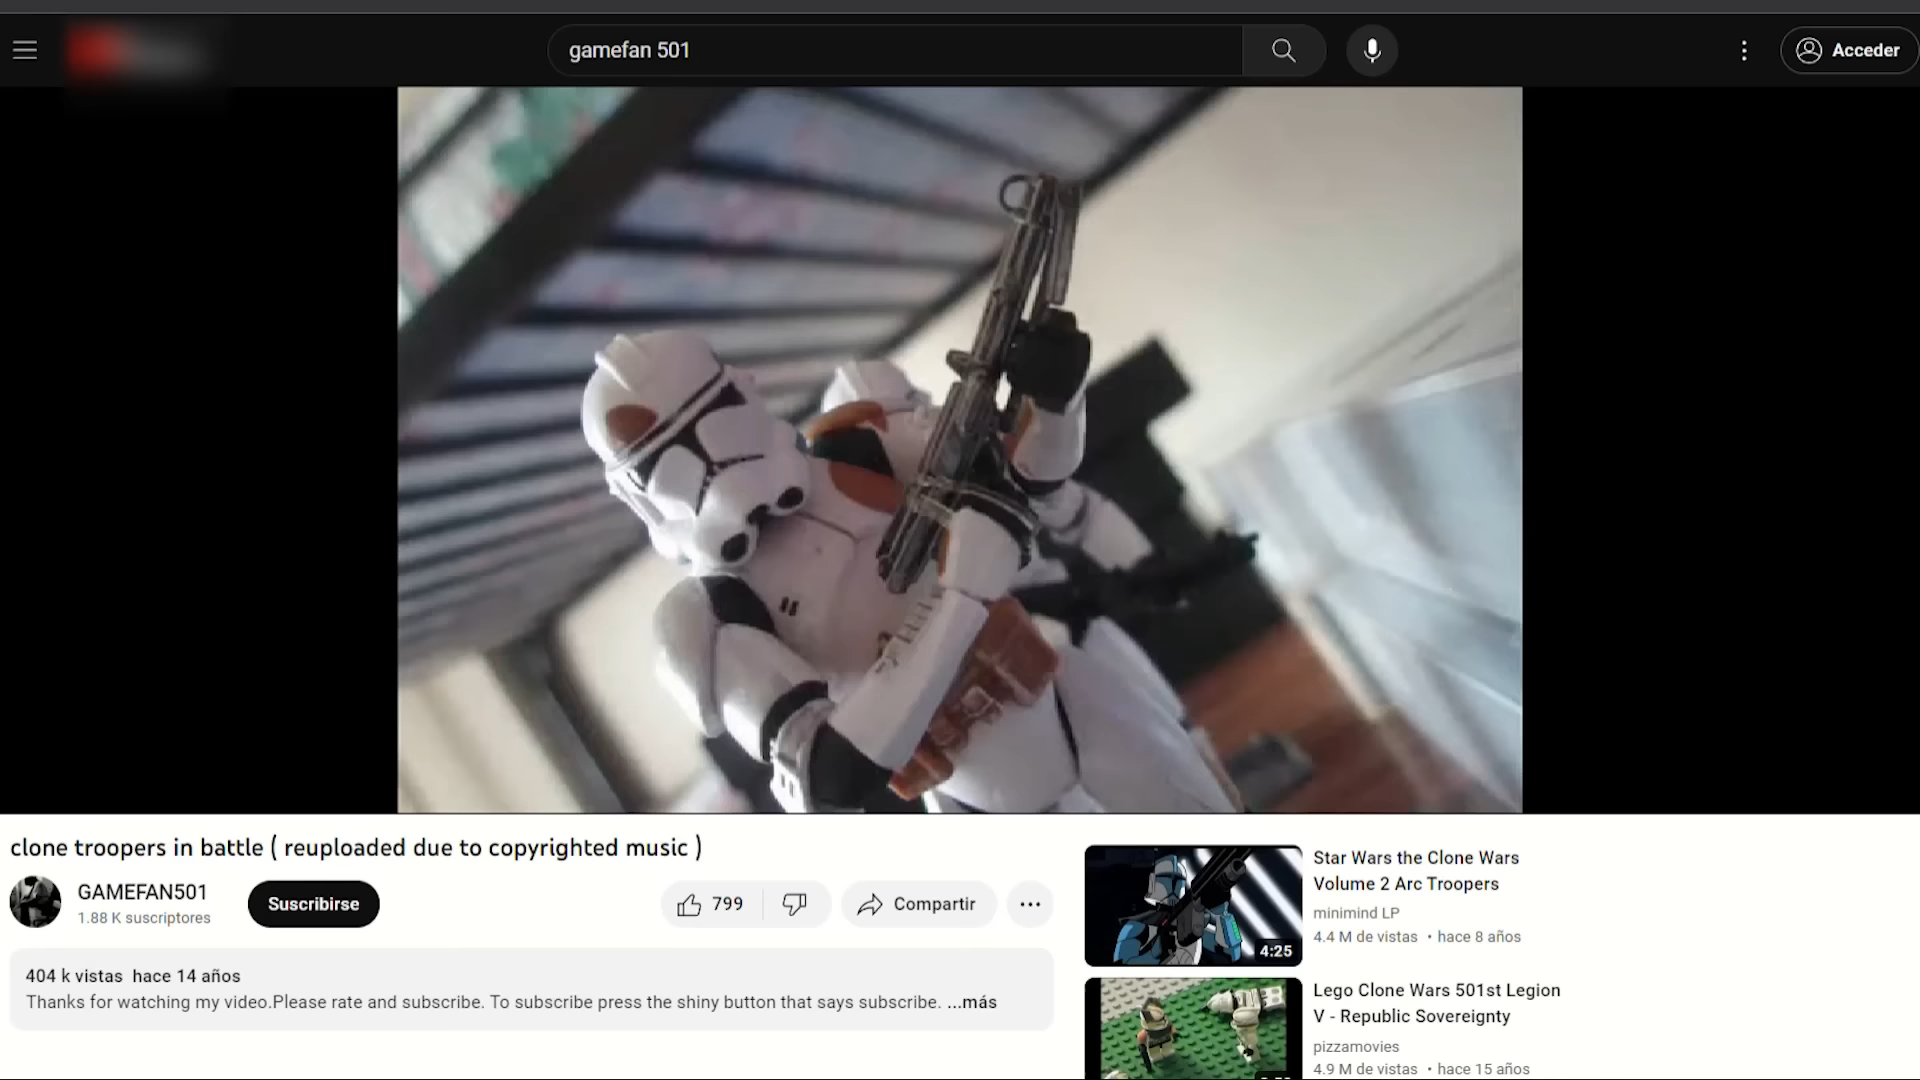 gamefan 501
Acceder
clone troopers in battle ( reuploaded due to copyrighted music )
GAMEFAN501
1.88 K suscriptores
Suscribirse
799
Compartir
404 k vistas hace 14 años
Thanks for watching my video.Please rate and subscribe. To subscribe press the shiny button that says subscribe. ...más
4:25
Star Wars the Clone Wars
Volume 2 Arc Troopers
minimind LP
4.4 M de vistas • hace 8 años
Lego Clone Wars 501st Legion
V - Republic Sovereignty
pizzamovies
4.9 M de vistas • hace 15 años